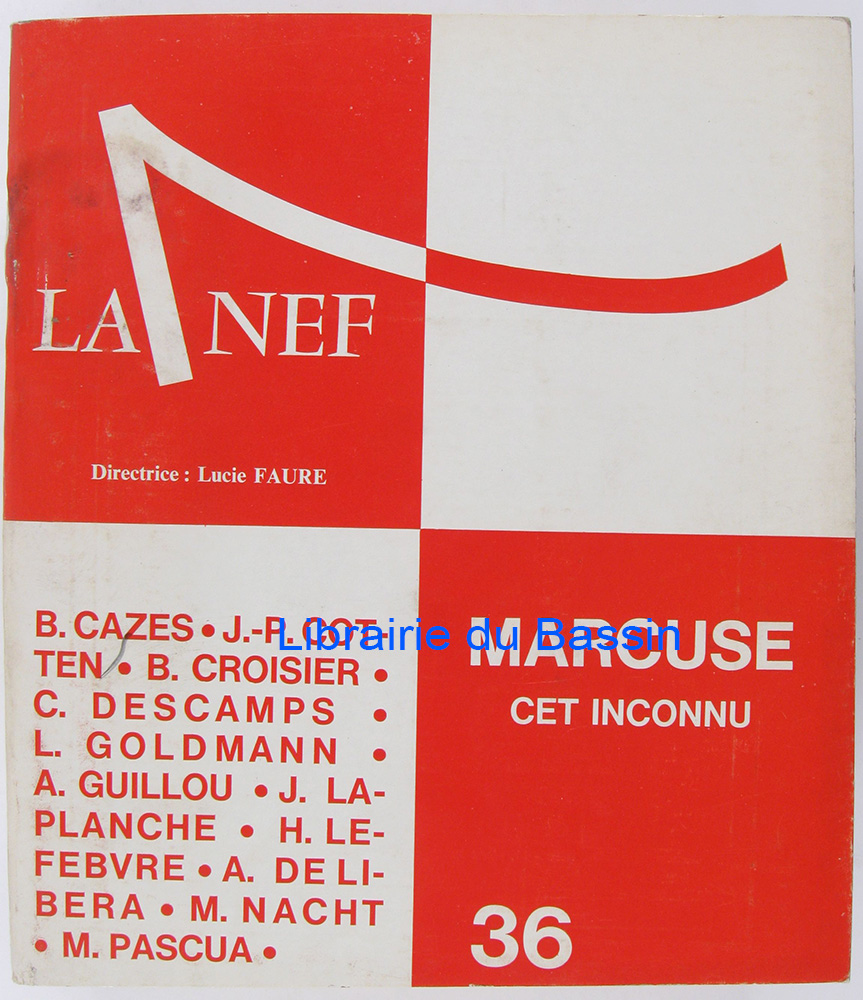 LA NEF
Directrice : Lucie FAURE
B. CAZES • J.-P. COT-
TEN • B. CROISIER •
C. DESCAMPS •
L. GOLDMANN •
A. GUILLOU • J. LA-
PLANCHE • H. LE-
FEBVRE • A. DE LI-
BERA • M. NACHT
• M. PASCUA •
Librairie du Bassin
MARCUSE
CET INCONNU
36